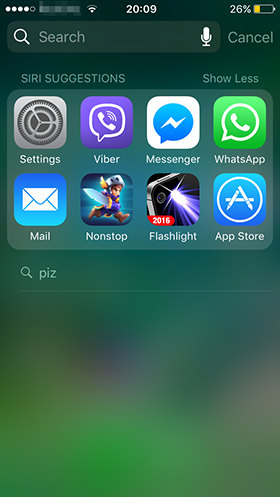 20:09
26%
Search
Cancel
SIRI SUGGESTIONS
Show Less
Settings
Viber
Messenger
WhatsApp
2016
Mail
Nonstop
Flashlight
App Store
piz